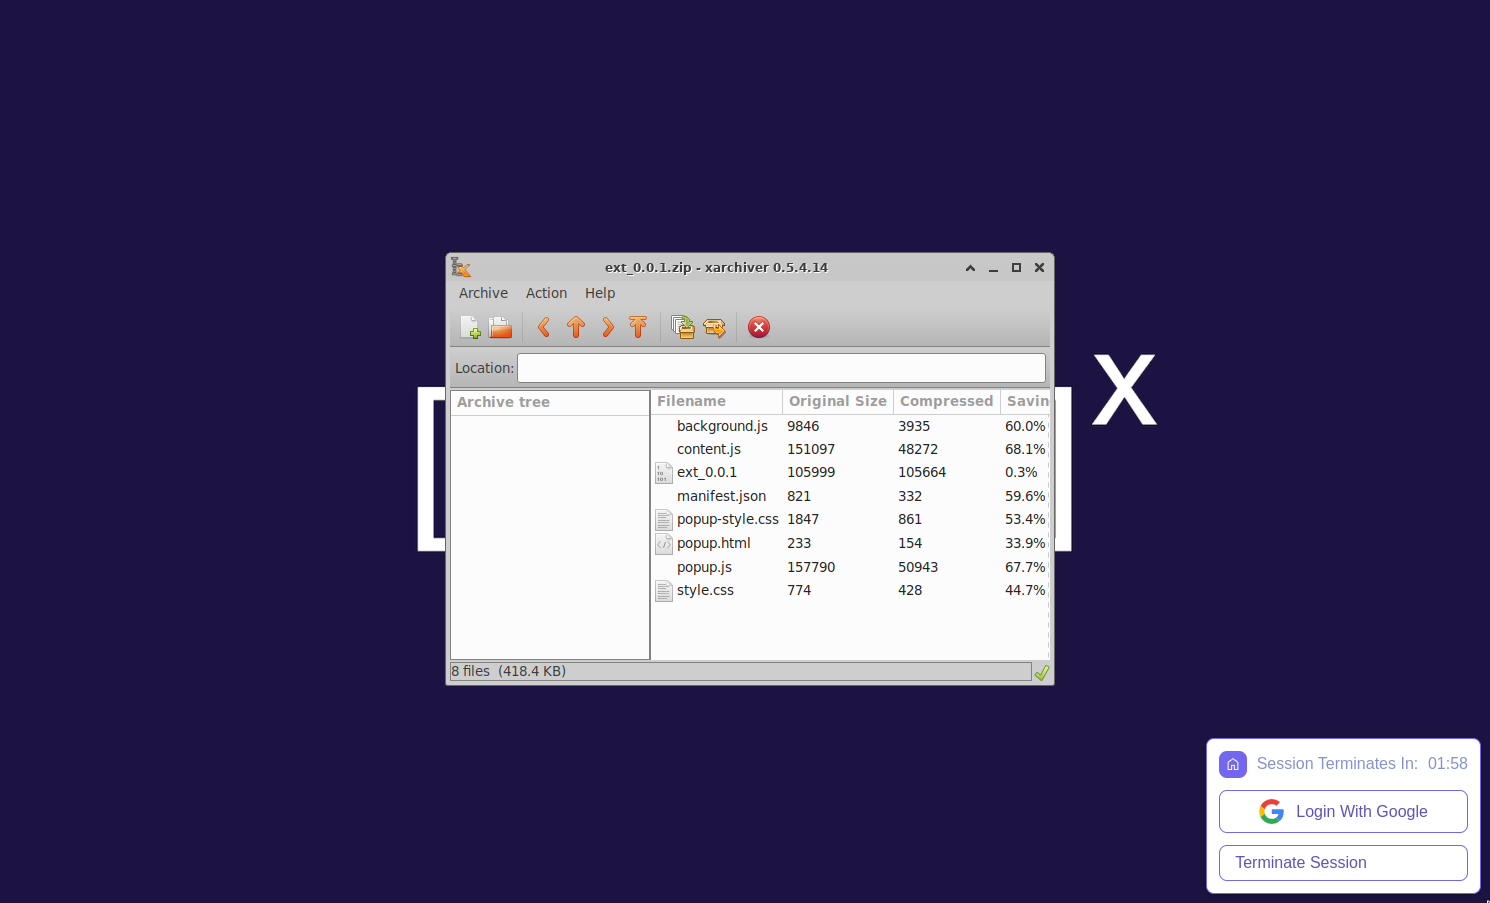 ext_0.0.1.zip - xarchiver 0.5.4.14
Archive Action Help
Location:
Archive tree
Filename Original Size Compressed Savin
background.js 9846 3935 60.0%
content.js 151097 48272 68.1%
ext_0.0.1 105999 105664 0.3%
manifest.json 821 332 59.6%
popup-style.css 1847 861 53.4%
popup.html 233 154 33.9%
popup.js 157790 50943 67.7%
style.css 774 428 44.7%
8 files (418.4 KB)
[ ] X
Session Terminates In: 01:58
Login With Google
Terminate Session